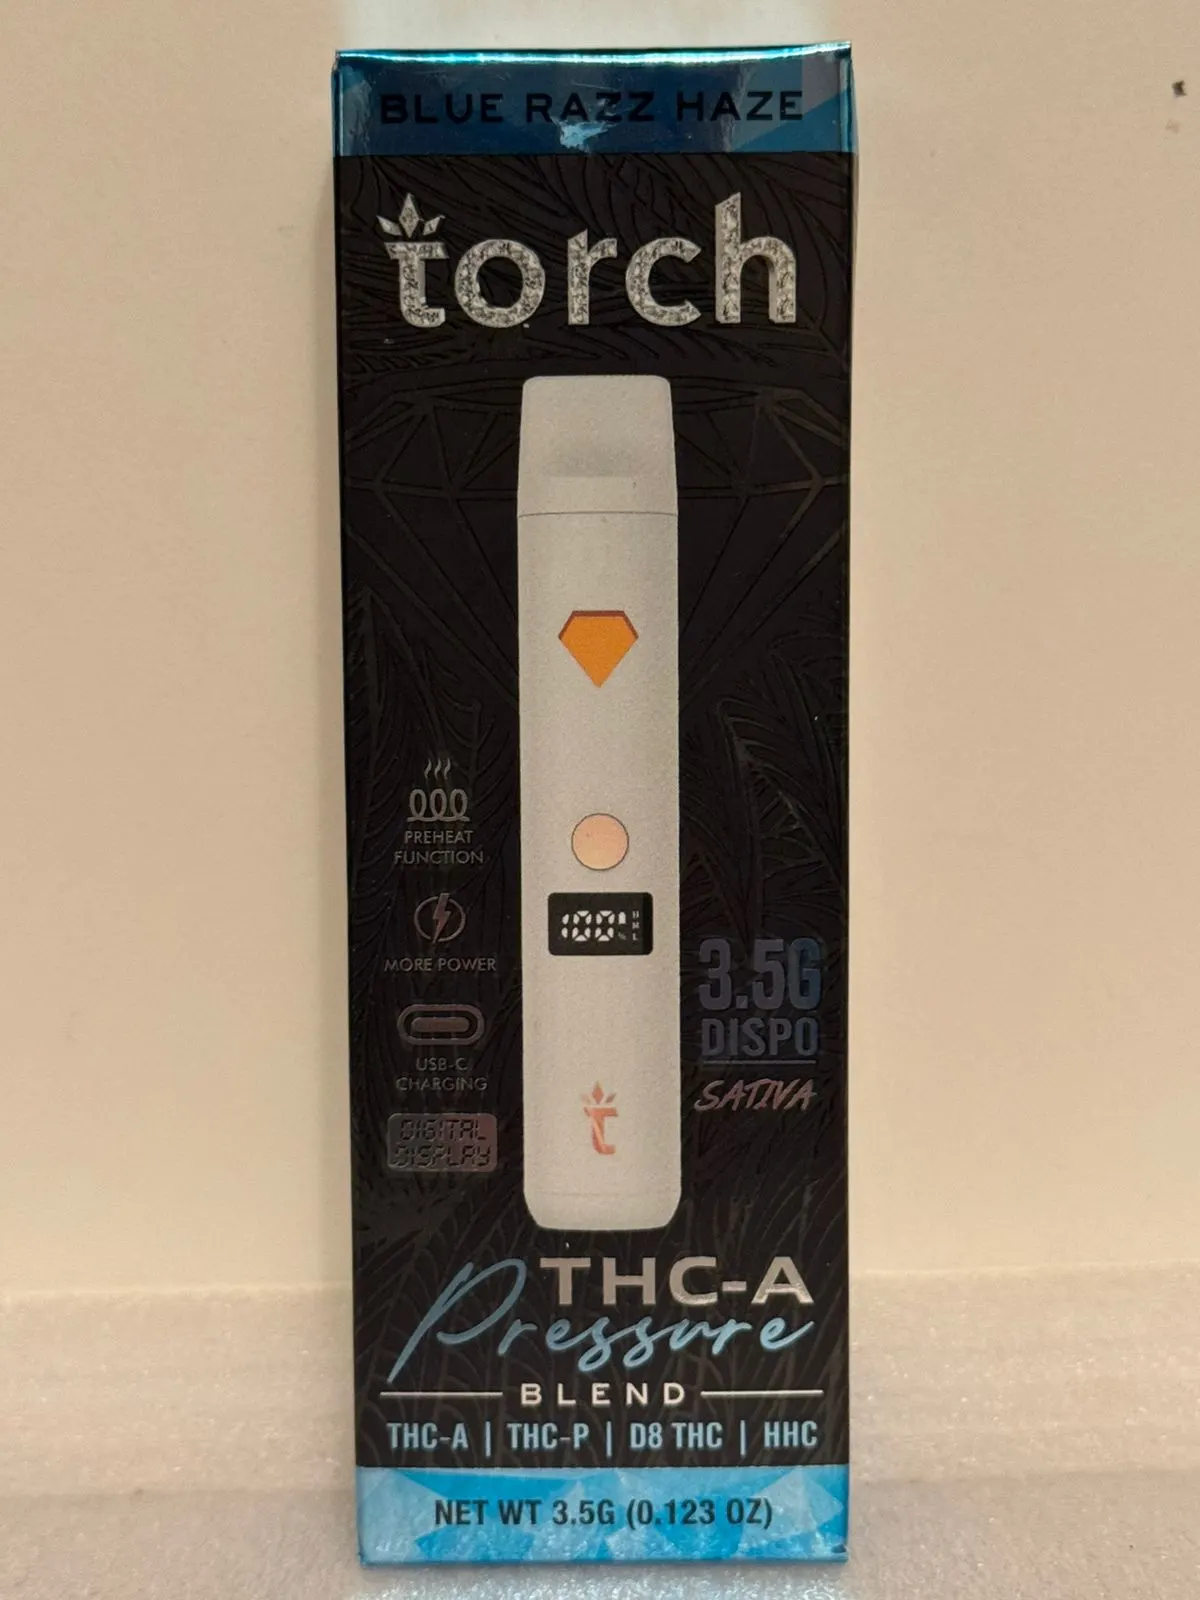 BLUE RAZZ HAZE
torch
PREHEAT
FUNCTION
MORE POWER
USB-C
CHARGING
DIGITAL
DISPLAY
100%
H
M
L
3.5G
DISPO
SATIVA
t
THC-A
Pressure
BLEND
THC-A | THC-P | D8 THC | HHC
NET WT 3.5G (0.123 OZ)